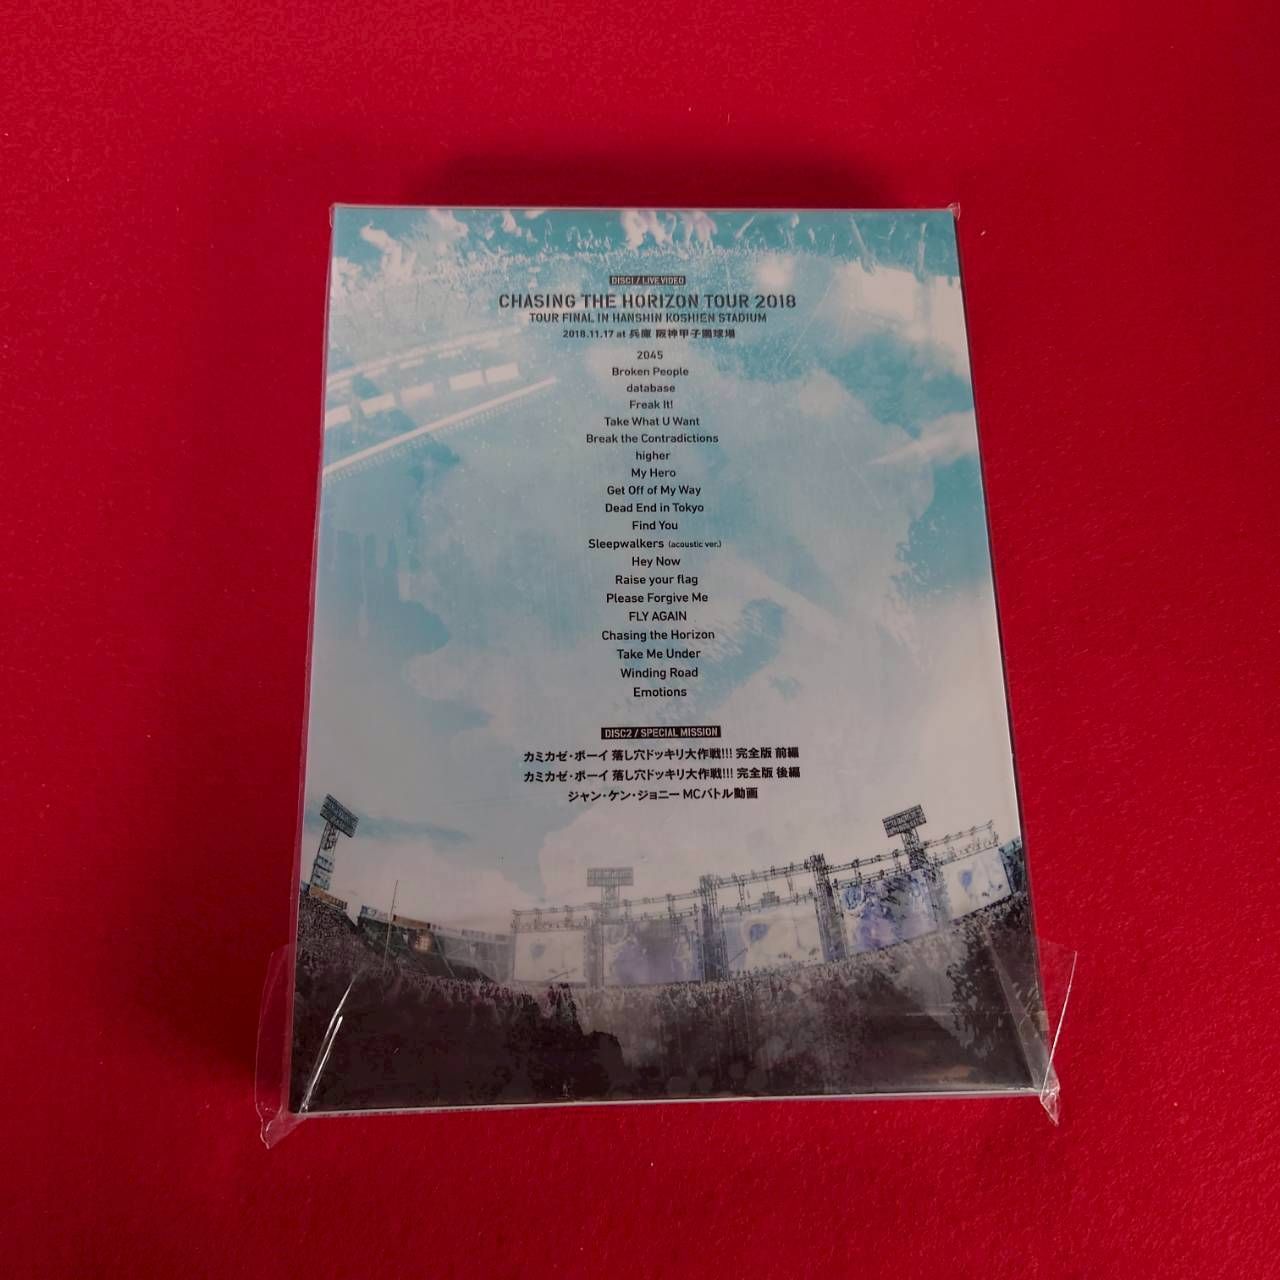 DISC1 / LIVE VIDEO
CHASING THE HORIZON TOUR 2018
TOUR FINAL IN HANSHIN KOSHIEN STADIUM
2018.11.17 at 兵庫 阪神甲子園球場
2045
Broken People
database
Freak It!
Take What U Want
Break the Contradictions
higher
My Hero
Get Off of My Way
Dead End in Tokyo
Find You
Sleepwalkers (acoustic ver.)
Hey Now
Raise your flag
Please Forgive Me
FLY AGAIN
Chasing the Horizon
Take Me Under
Winding Road
Emotions
DISC2 / SPECIAL MISSION
カミカゼ・ボーイ 落し穴ドッキリ大作戦!!! 完全版 前編
カミカゼ・ボーイ 落し穴ドッキリ大作戦!!! 完全版 後編
ジャン・ケン・ジョニー MCバトル動画